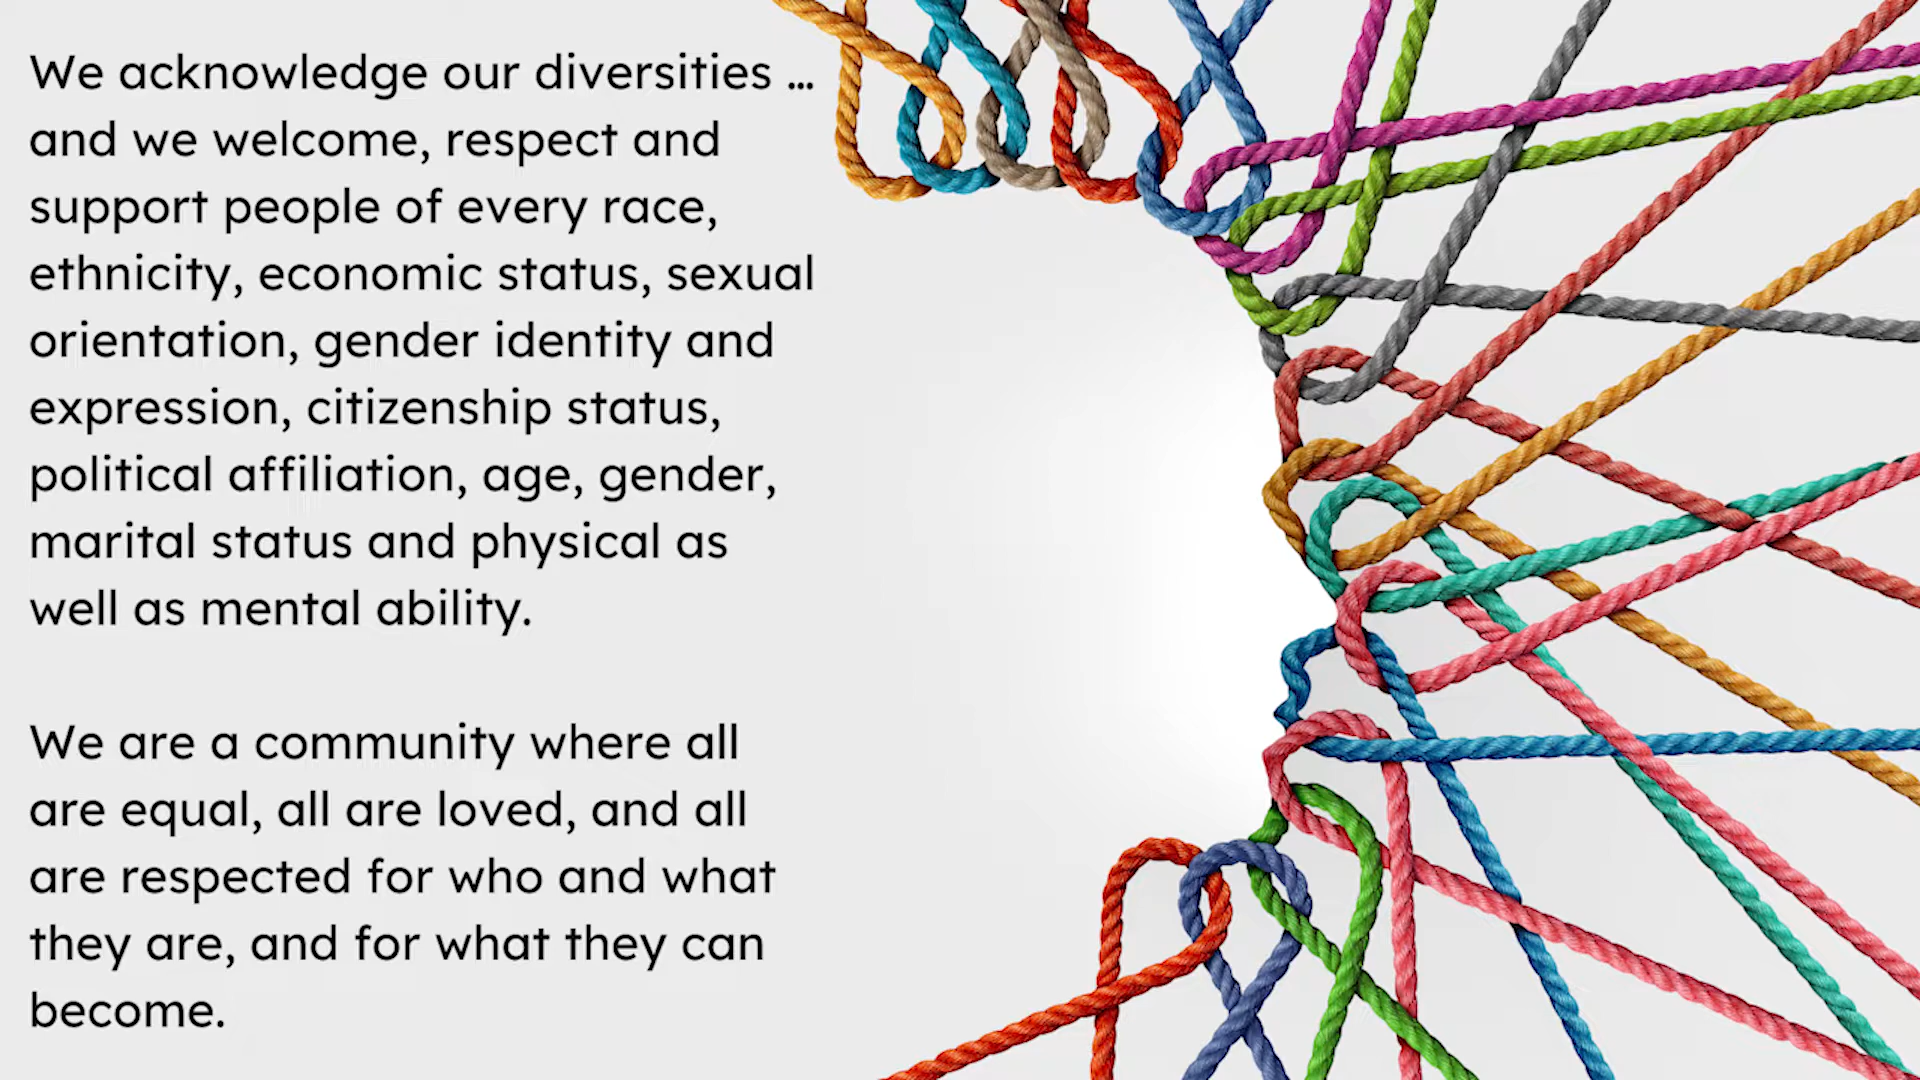 We acknowledge our diversities ...
and we welcome, respect and
support people of every race,
ethnicity, economic status, sexual
orientation, gender identity and
expression, citizenship status,
political affiliation, age, gender,
marital status and physical as
well as mental ability.
We are a community where all
are equal, all are loved, and all
are respected for who and what
they are, and for what they can
become.